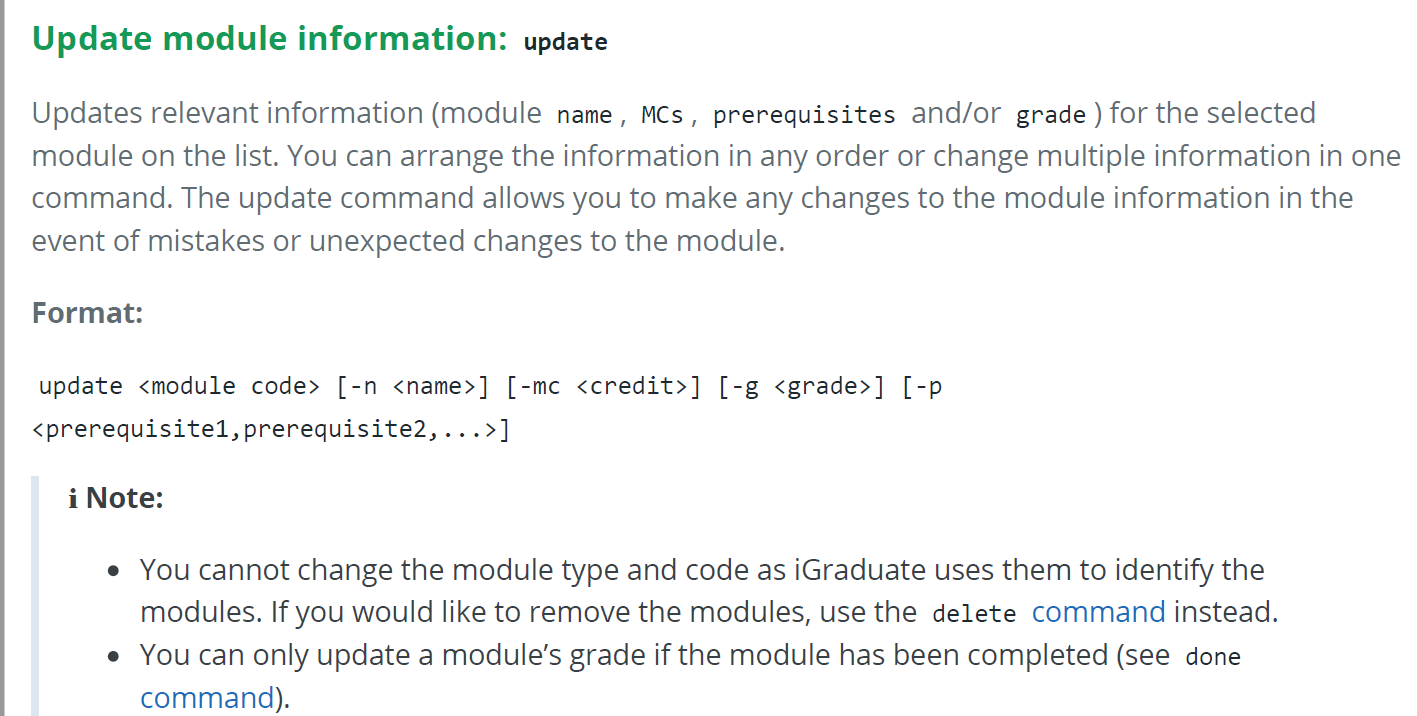 Update module information: update
Updates relevant information (module name, MCs, prerequisites and/or grade) for the selected
module on the list. You can arrange the information in any order or change multiple information in one
command. The update command allows you to make any changes to the module information in the
event of mistakes or unexpected changes to the module.
Format:
update <module code> [-n <name>] [-mc <credit>] [-g <grade>] [-p
<prerequisite1,prerequisite2,...>]
ℹ Note:
• You cannot change the module type and code as iGraduate uses them to identify the
modules. If you would like to remove the modules, use the delete command instead.
• You can only update a module’s grade if the module has been completed (see done
command).